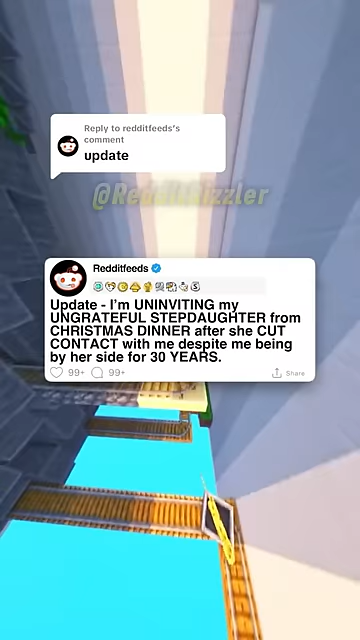 Reply to redditfeeds's
comment
update
@RedditRizzler
Redditfeeds
Update - I'm UNINVITING my
UNGRATEFUL STEPDAUGHTER from
CHRISTMAS DINNER after she CUT
CONTACT with me despite me being
by her side for 30 YEARS.
99+ 99+ Share